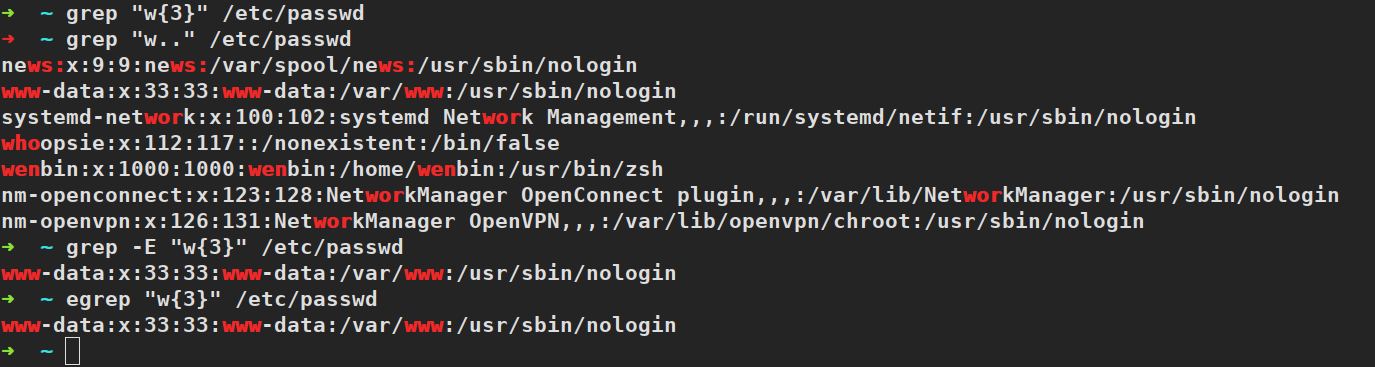 ➜  ~ grep "w{3}" /etc/passwd
➜  ~ grep "w.." /etc/passwd
news:x:9:9:news:/var/spool/news:/usr/sbin/nologin
www-data:x:33:33:www-data:/var/www:/usr/sbin/nologin
systemd-network:x:100:102:systemd Network Management,,,:/run/systemd/netif:/usr/sbin/nologin
whoopsie:x:112:117::/nonexistent:/bin/false
wenbin:x:1000:1000:wenbin:/home/wenbin:/usr/bin/zsh
nm-openconnect:x:123:128:NetworkManager OpenConnect plugin,,,:/var/lib/NetworkManager:/usr/sbin/nologin
nm-openvpn:x:126:131:NetworkManager OpenVPN,,,:/var/lib/openvpn/chroot:/usr/sbin/nologin
➜  ~ grep -E "w{3}" /etc/passwd
www-data:x:33:33:www-data:/var/www:/usr/sbin/nologin
➜  ~ egrep "w{3}" /etc/passwd
www-data:x:33:33:www-data:/var/www:/usr/sbin/nologin
➜  ~